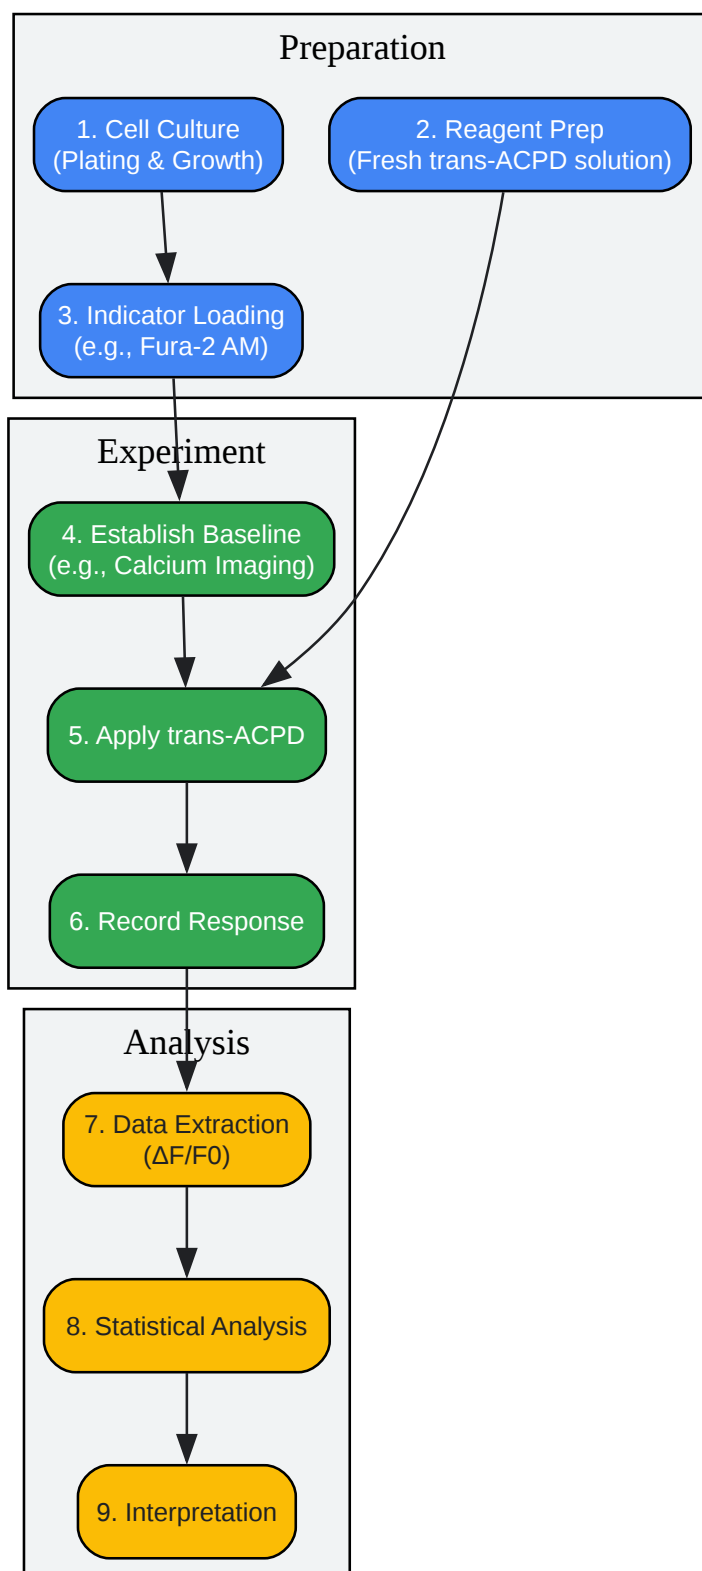 Preparation
1. Cell Culture
(Plating & Growth)
2. Reagent Prep
(Fresh trans-ACPD solution)
3. Indicator Loading
(e.g., Fura-2 AM)
Experiment
4. Establish Baseline
(e.g., Calcium Imaging)
5. Apply trans-ACPD
6. Record Response
Analysis
7. Data Extraction
(ΔF/F0)
8. Statistical Analysis
9. Interpretation